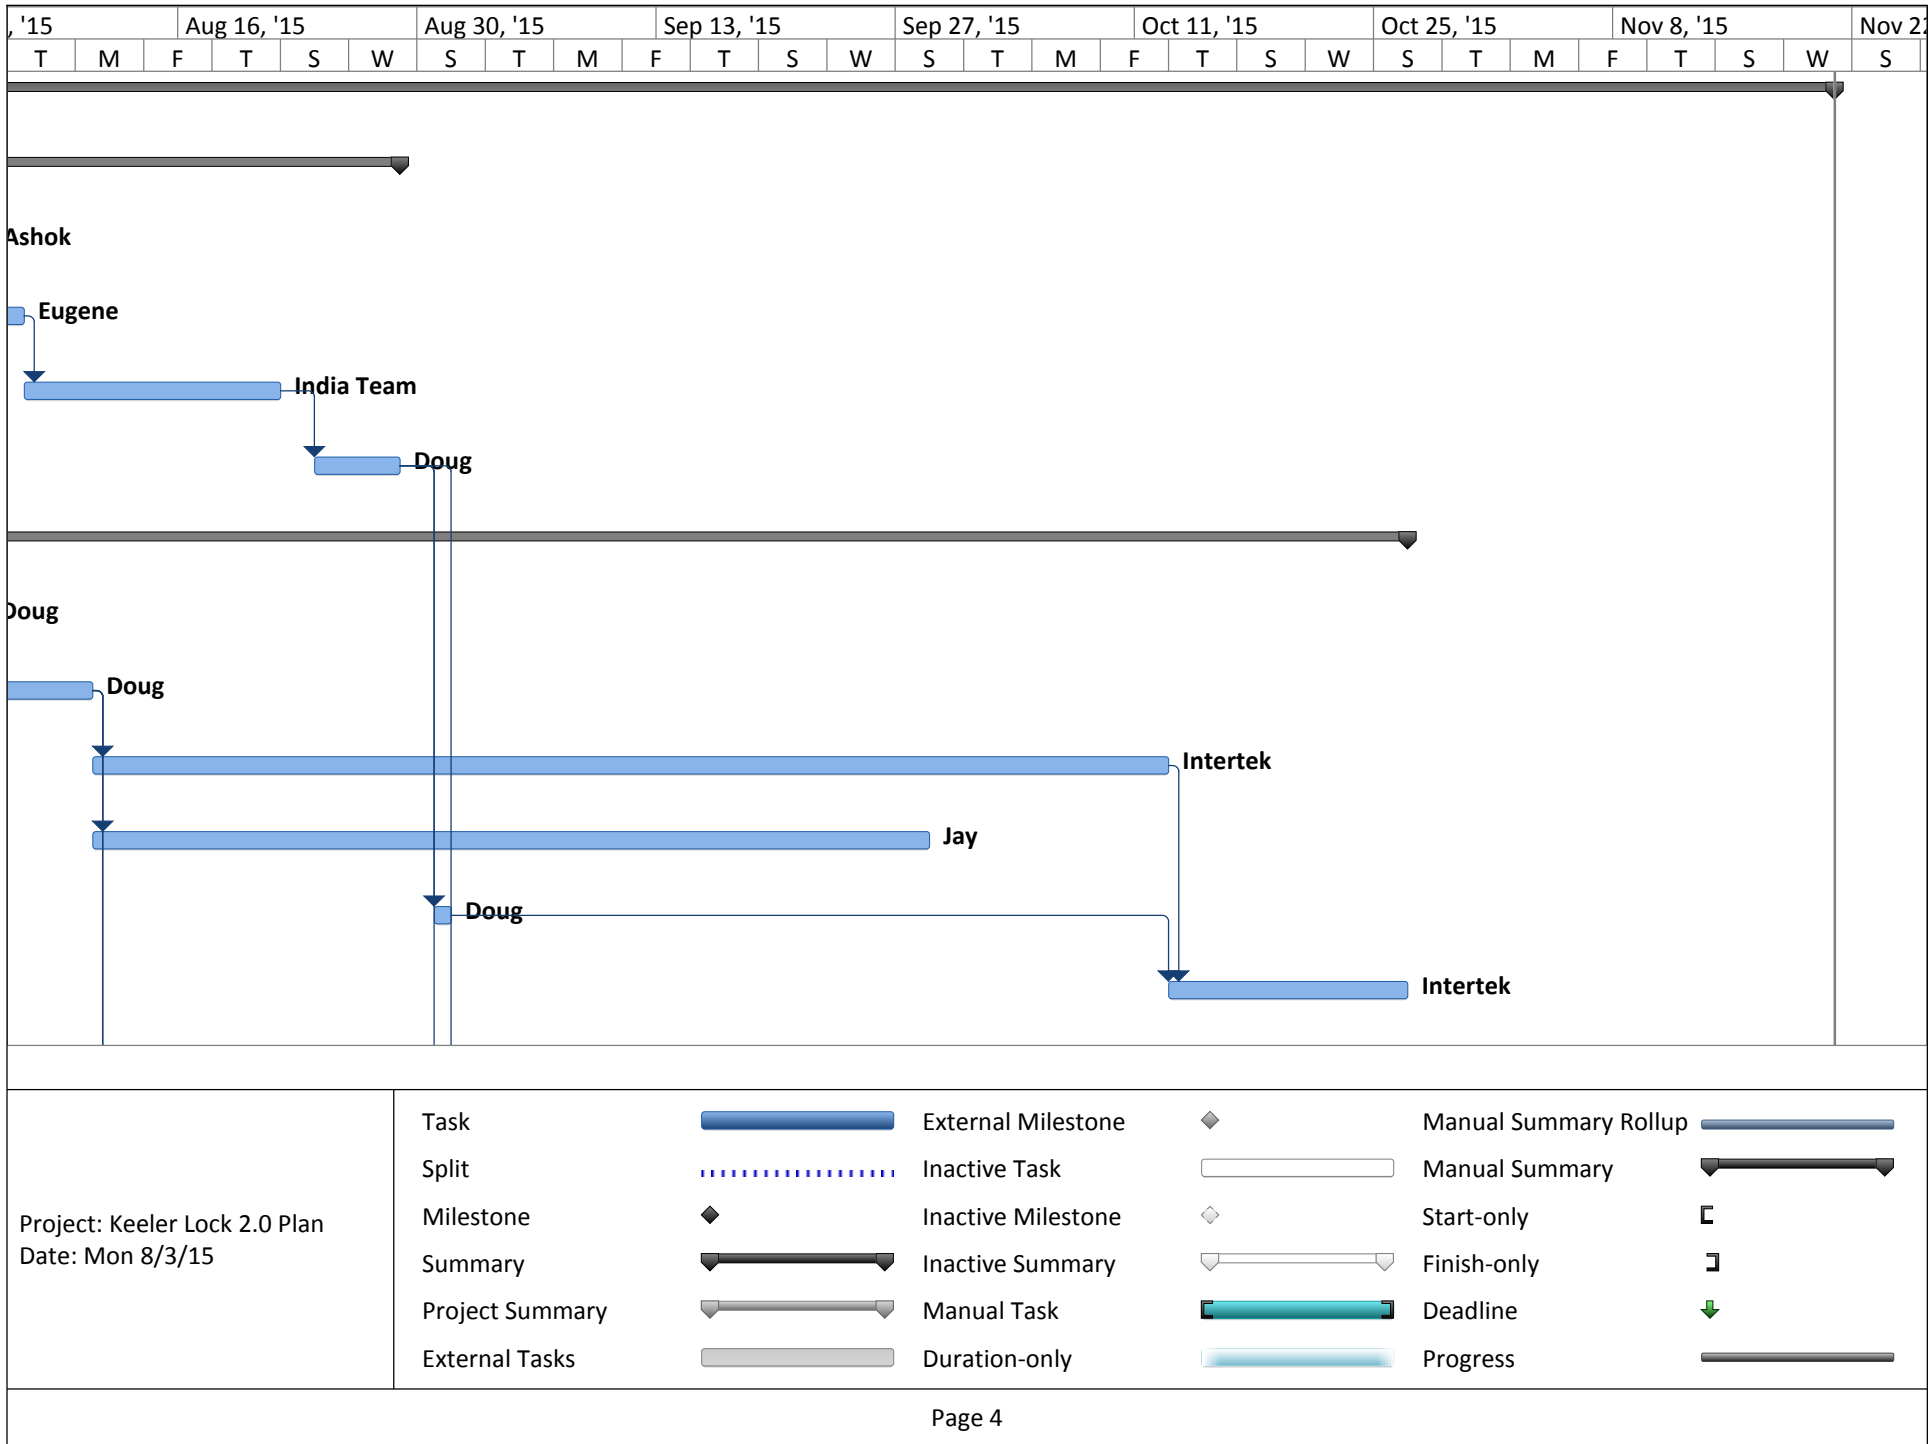 , '15 Aug 16, '15 Aug 30, '15 Sep 13, '15 Sep 27, '15 Oct 11, '15 Oct 25, '15 Nov 8, '15 Nov 2
T M F T S W S T M F T S W S T M F T S W S T M F T S W S
Ashok
Eugene
India Team
Doug
Doug
Doug
Intertek
Jay
Doug
Intertek
Project: Keeler Lock 2.0 Plan
Date: Mon 8/3/15
Task
Split
Milestone
Summary
Project Summary
External Tasks
External Milestone
Inactive Task
Inactive Milestone
Inactive Summary
Manual Task
Duration-only
Manual Summary Rollup
Manual Summary
Start-only
Finish-only
Deadline
Progress
Page 4